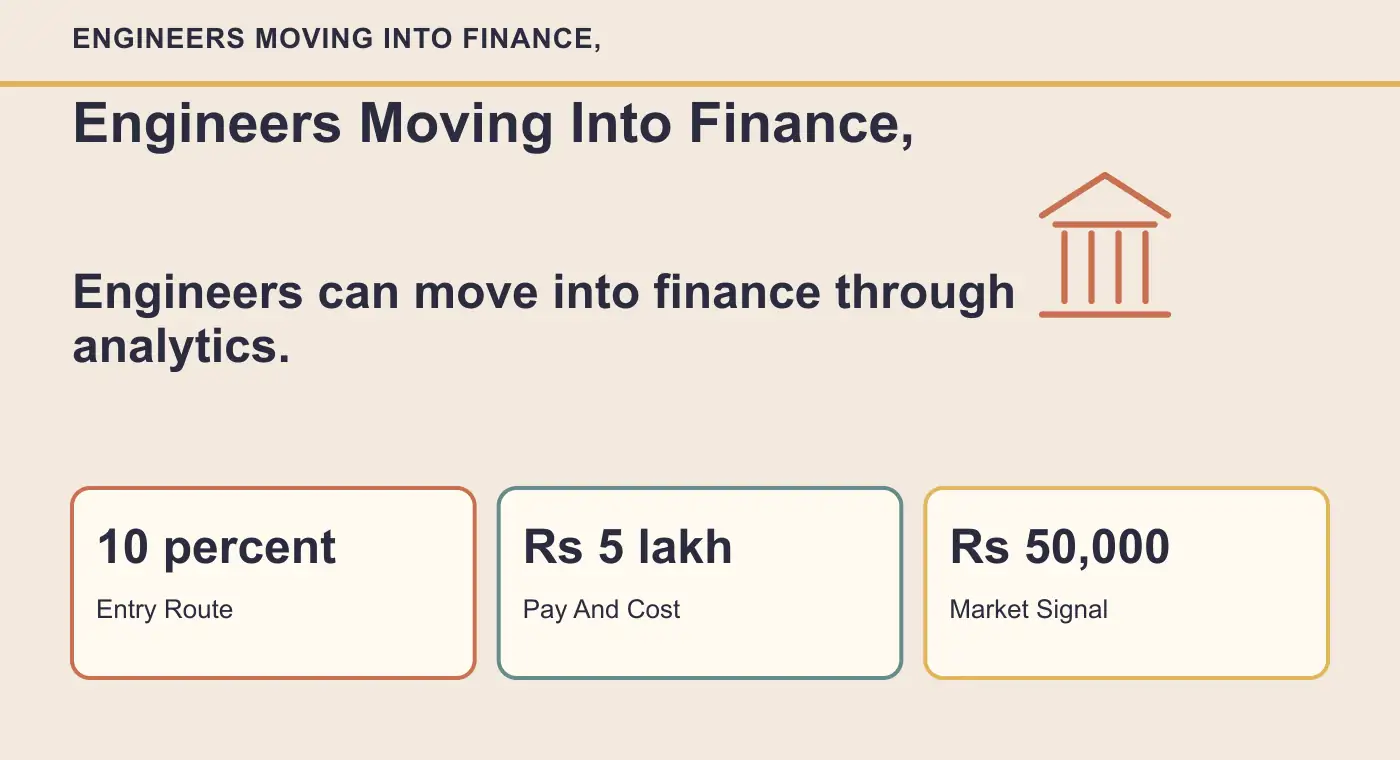 ENGINEERS MOVING INTO FINANCE,
Engineers Moving Into Finance,
Engineers can move into finance through
analytics.
10 percent
Entry Route
Rs 5 lakh
Pay And Cost
Rs 50,000
Market Signal